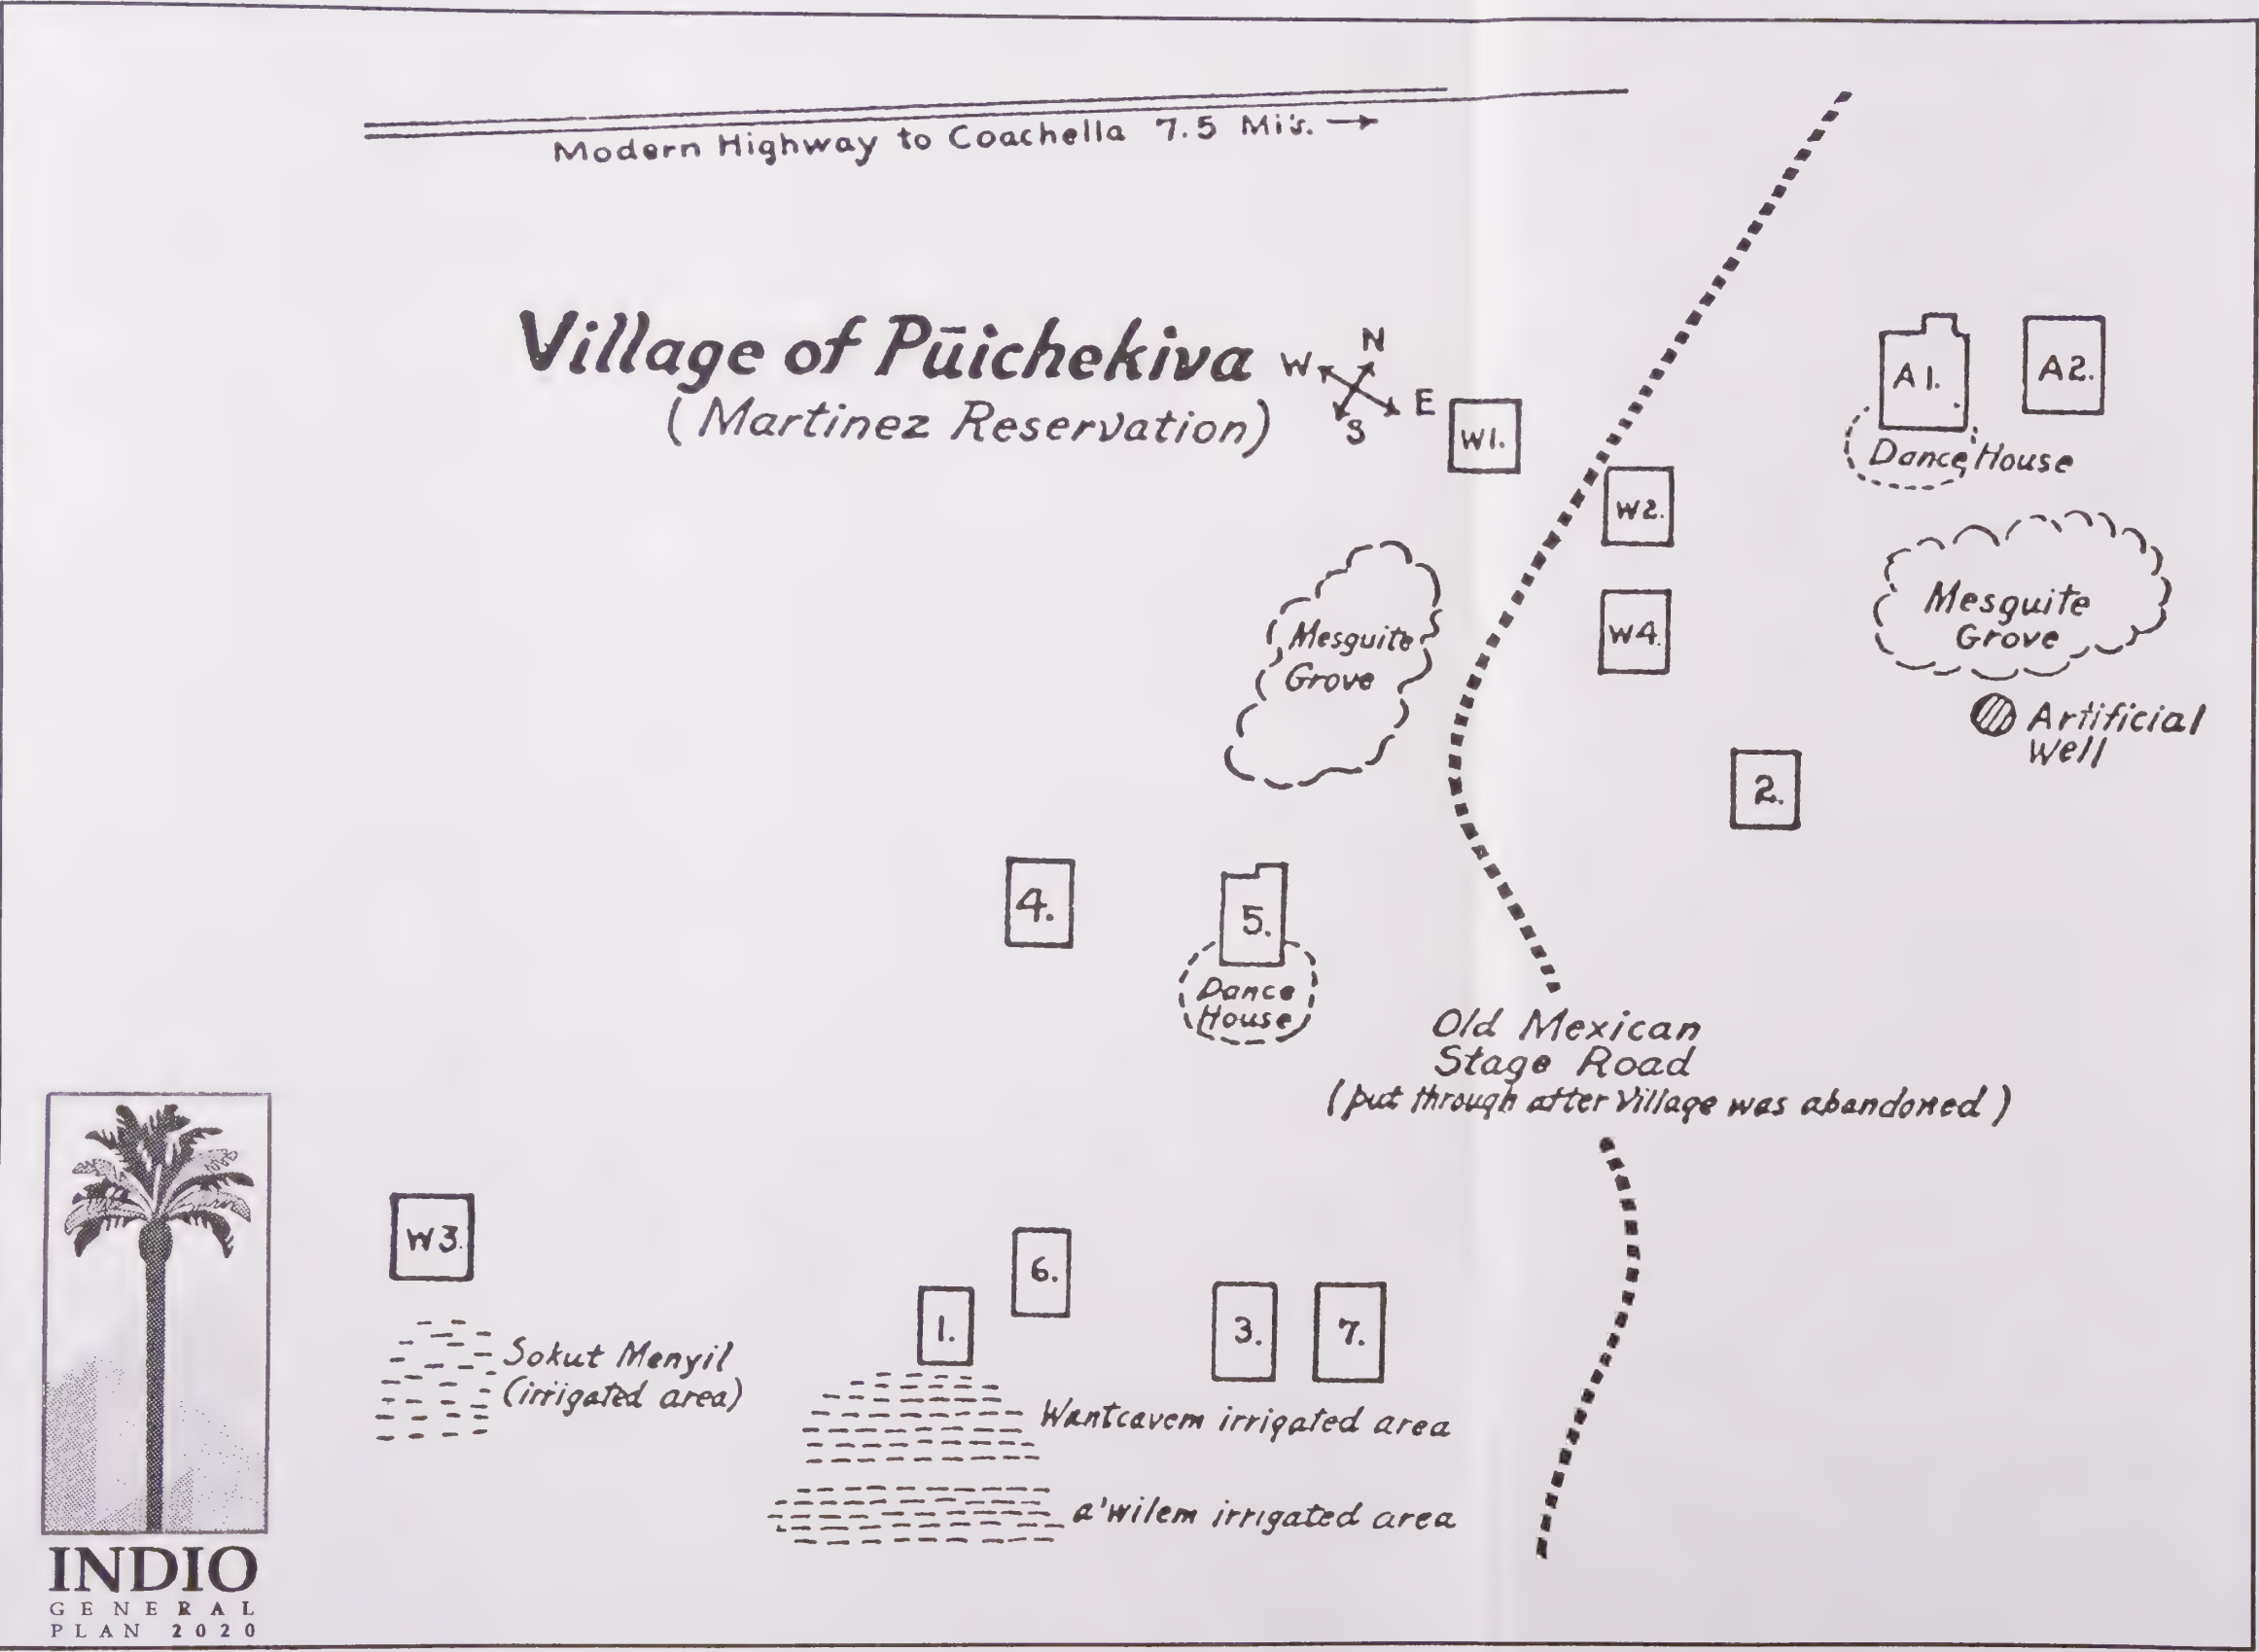 Modern Highway to Coachella 7.5 Mi's. →
Village of Pūichekiva
(Martinez Reservation)
N
W
E
S
W1.
A1.
A2.
Dance House
W2.
Mesquite
Grove
W4.
Mesquite
Grove
Artificial
Well
2.
4.
5.
Dance
House
Old Mexican
Stage Road
(put through after Village was abandoned)
W3.
6.
1.
3.
7.
Sokut Menyil
(irrigated area)
Wantcavem irrigated area
a'wilem irrigated area
INDIO
GENERAL
PLAN 2020